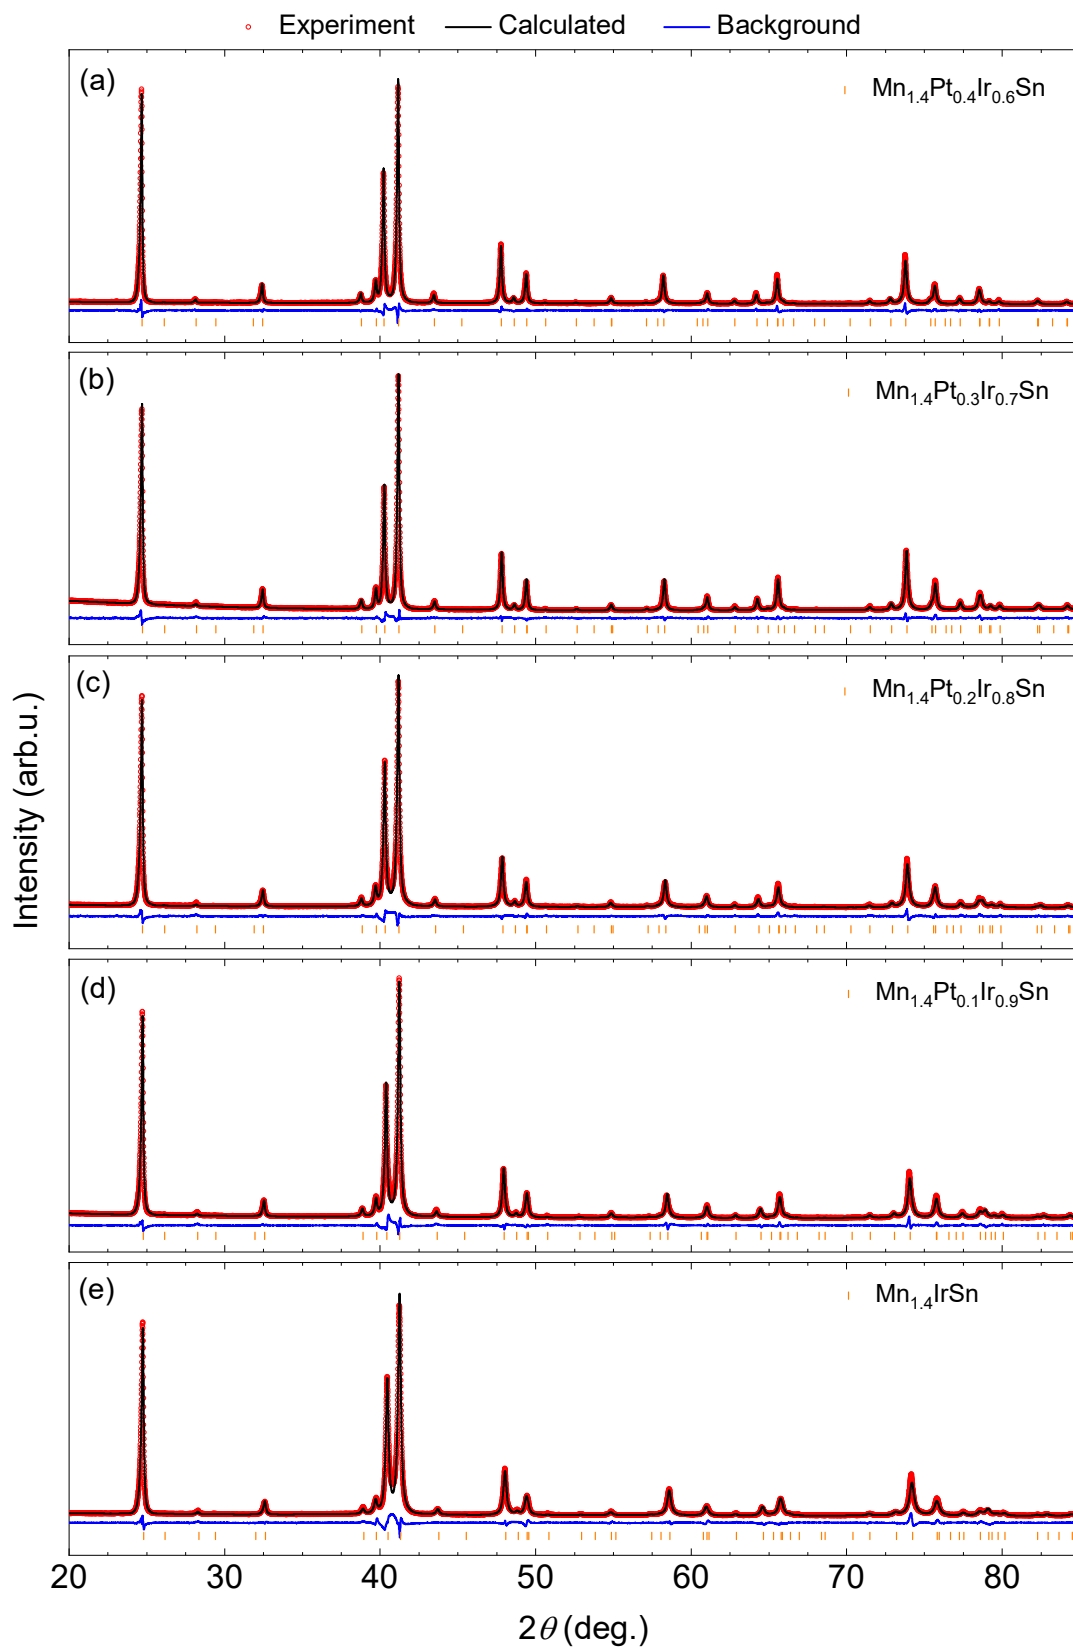 Experiment Calculated Background
(a) Mn1.4Pt0.4Ir0.6Sn
(b) Mn1.4Pt0.3Ir0.7Sn
(c) Mn1.4Pt0.2Ir0.8Sn
Intensity (arb.u.)
(d) Mn1.4Pt0.1Ir0.9Sn
(e) Mn1.4IrSn
20 30 40 50 60 70 80
2θ (deg.)